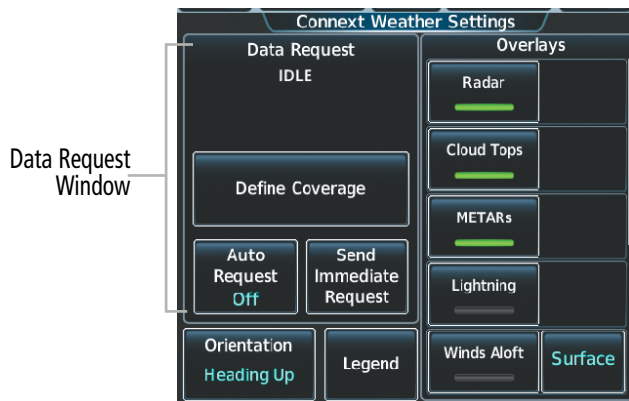 Connext Weather Settings
Data Request
IDLE
Define Coverage
Auto
Request
Off
Send
Immediate
Request
Orientation
Heading Up
Legend
Overlays
Radar
Cloud Tops
METARs
Lightning
Winds Aloft
Surface
Data Request
Window